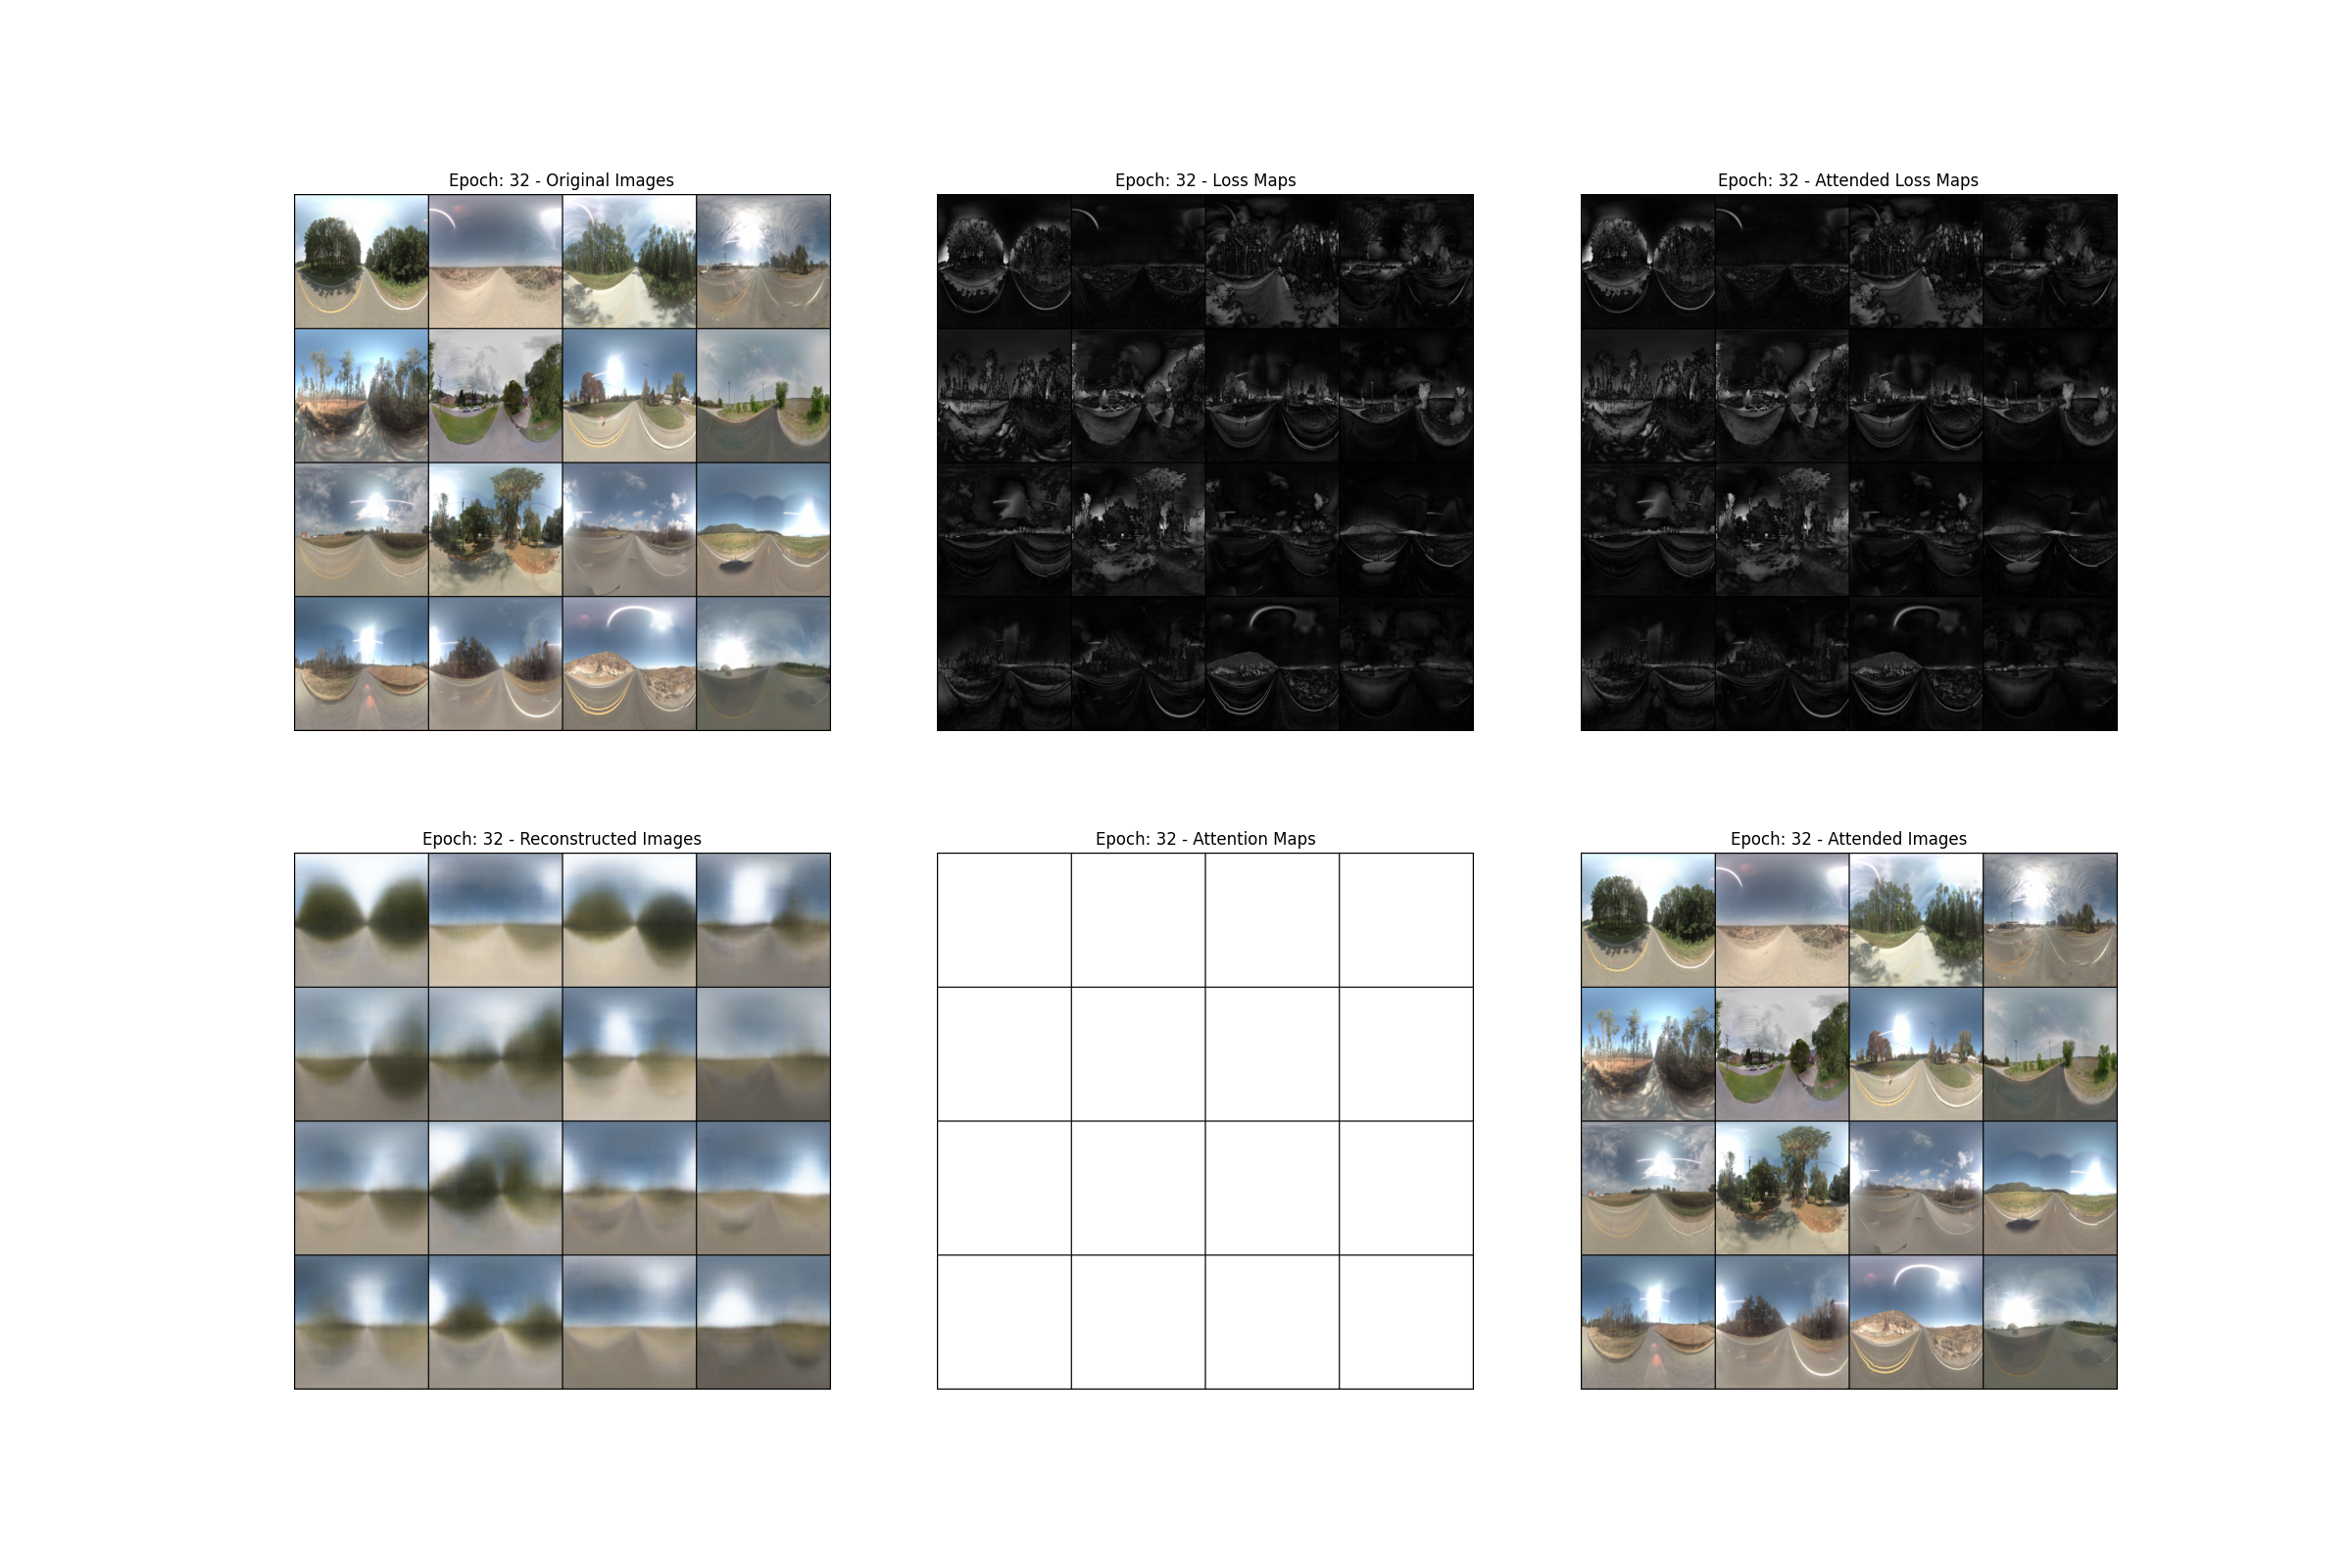 Epoch: 32 - Original Images
Epoch: 32 - Loss Maps
Epoch: 32 - Attended Loss Maps
Epoch: 32 - Reconstructed Images
Epoch: 32 - Attention Maps
Epoch: 32 - Attended Images